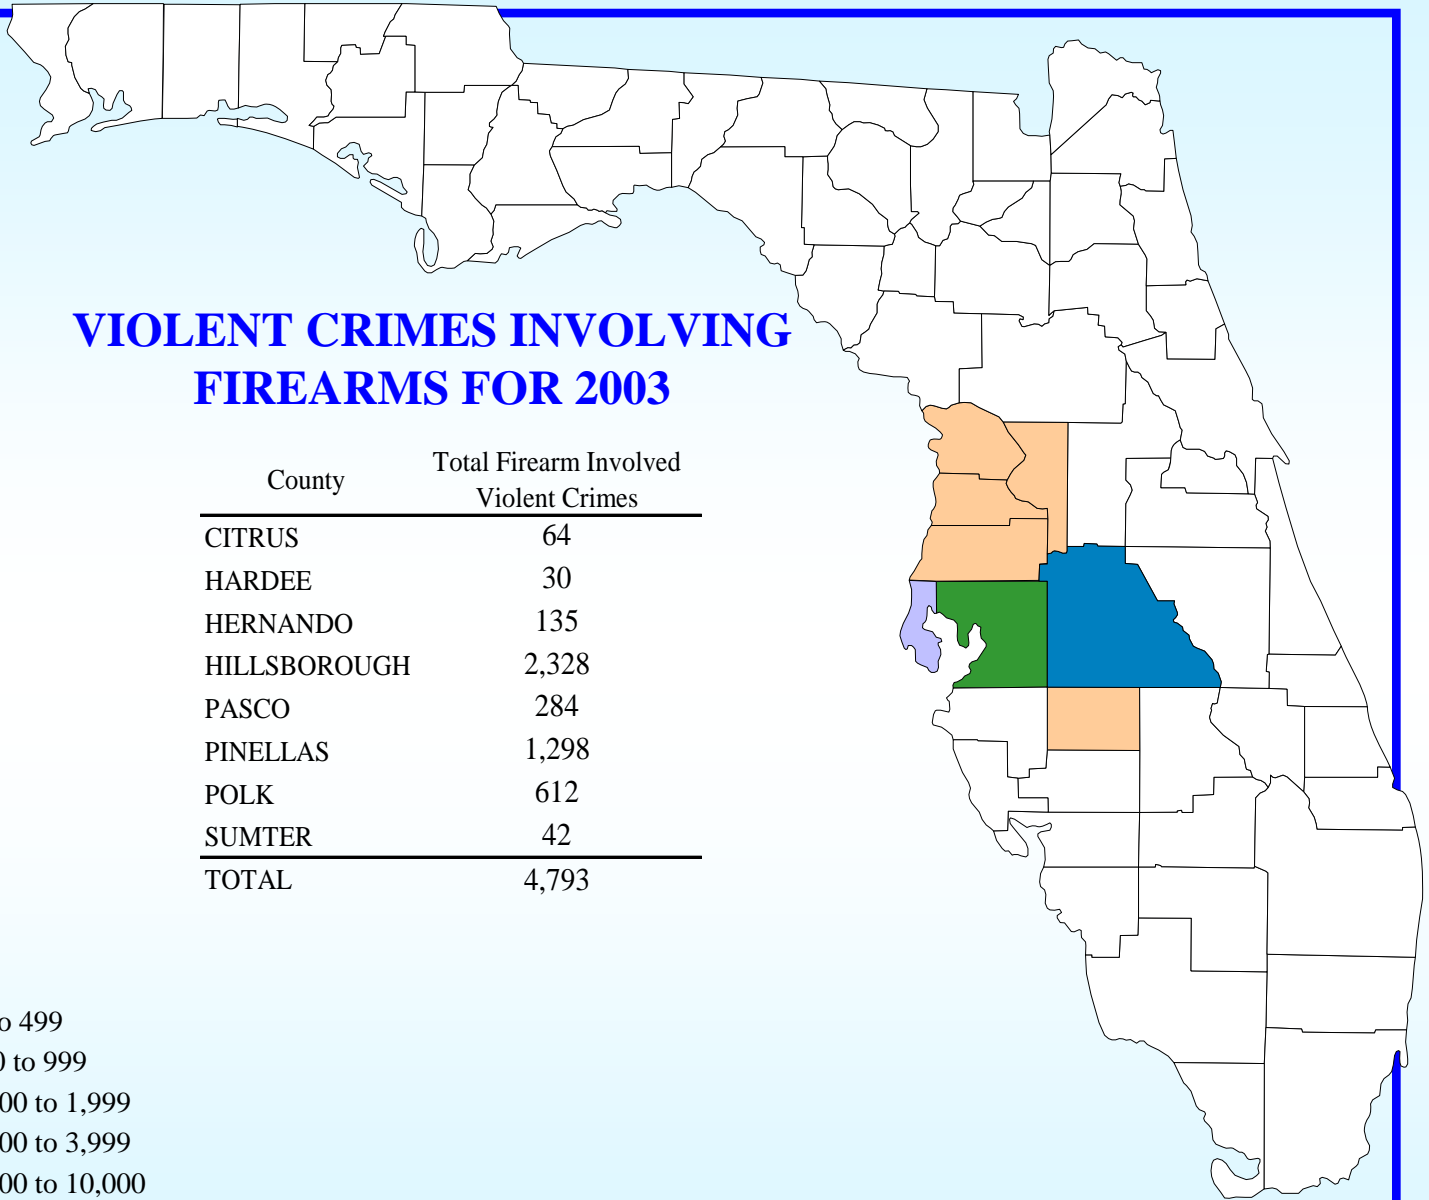 VIOLENT CRIMES INVOLVING
FIREARMS FOR 2003
County Total Firearm Involved
Violent Crimes
CITRUS 64
HARDEE 30
HERNANDO 135
HILLSBOROUGH 2,328
PASCO 284
PINELLAS 1,298
POLK 612
SUMTER 42
TOTAL 4,793
to 499
to 999
00 to 1,999
00 to 3,999
00 to 10,000